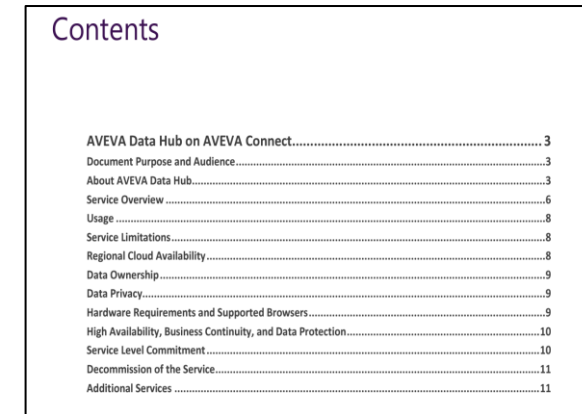 Contents
AVEVA Data Hub on AVEVA Connect.......................................................................3
Document Purpose and Audience.......................................................................3
About AVEVA Data Hub.......................................................................3
Service Overview.......................................................................6
Usage.......................................................................8
Service Limitations.......................................................................8
Regional Cloud Availability.......................................................................8
Data Ownership.......................................................................9
Data Privacy.......................................................................9
Hardware Requirements and Supported Browsers.......................................................................9
High Availability, Business Continuity, and Data Protection.......................................................................10
Service Level Commitment.......................................................................10
Decommission of the Service.......................................................................11
Additional Services.......................................................................11